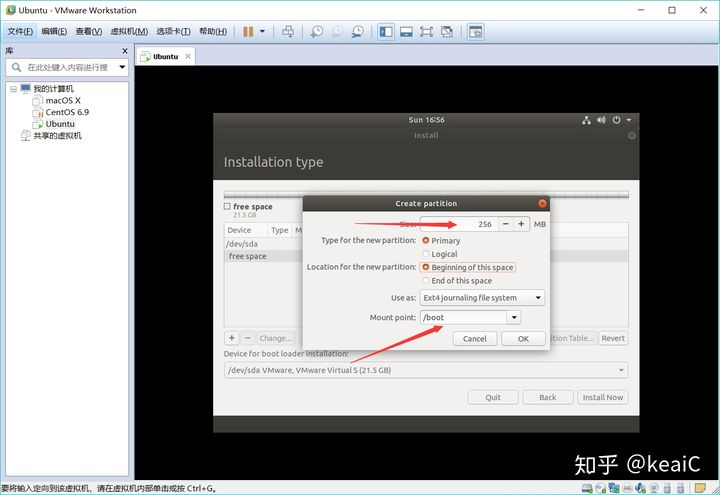 Ubuntu - VMware Workstation
文件(F) 编辑(E) 查看(V) 虚拟机(M) 选项卡(T) 帮助(H)
库
在此处键入内容进行搜
我的计算机
macOS X
CentOS 6.9
Ubuntu
共享的虚拟机
Ubuntu
Sun 16:56
Install
Installation type
free space
21.5 GB
Device Type M
/dev/sda
free space
Create partition
Size: 256 MB
Type for the new partition: Primary
Logical
Location for the new partition: Beginning of this space
End of this space
Use as: Ext4 journaling file system
Mount point: /boot
Cancel OK
+ − Change... ition Table... Revert
Device for boot loader installation:
/dev/sda VMware, VMware Virtual S (21.5 GB)
Quit Back Install Now
知乎 @keaiC
要将输入定向到该虚拟机，请在虚拟机内部单击或按 Ctrl+G。